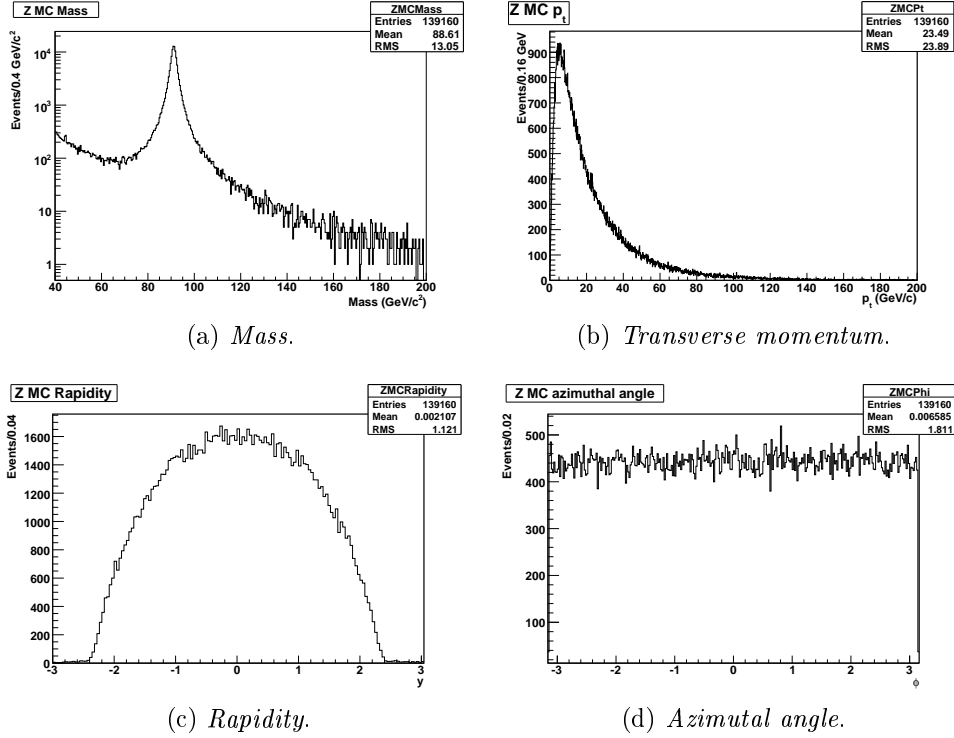 Z MC Mass
ZMCMass
Entries 139160
Mean 88.61
RMS 13.05
Events/0.4 GeV/c²
10⁴
10³
10²
10
1
40 60 80 100 120 140 160 180 200
Mass (GeV/c²)
(a) Mass.
Z MC pt
ZMCPt
Entries 139160
Mean 23.49
RMS 23.89
Events/0.16 GeV
900
800
700
600
500
400
300
200
100
0
0 20 40 60 80 100 120 140 160 180 200
pt (GeV/c)
(b) Transverse momentum.
Z MC Rapidity
ZMCRapidity
Entries 139160
Mean 0.002107
RMS 1.121
Events/0.04
1600
1400
1200
1000
800
600
400
200
0
-3 -2 -1 0 1 2 3
y
(c) Rapidity.
Z MC azimuthal angle
ZMCPhi
Entries 139160
Mean 0.006585
RMS 1.811
Events/0.02
500
400
300
200
100
-3 -2 -1 0 1 2 3
ϕ
(d) Azimutal angle.